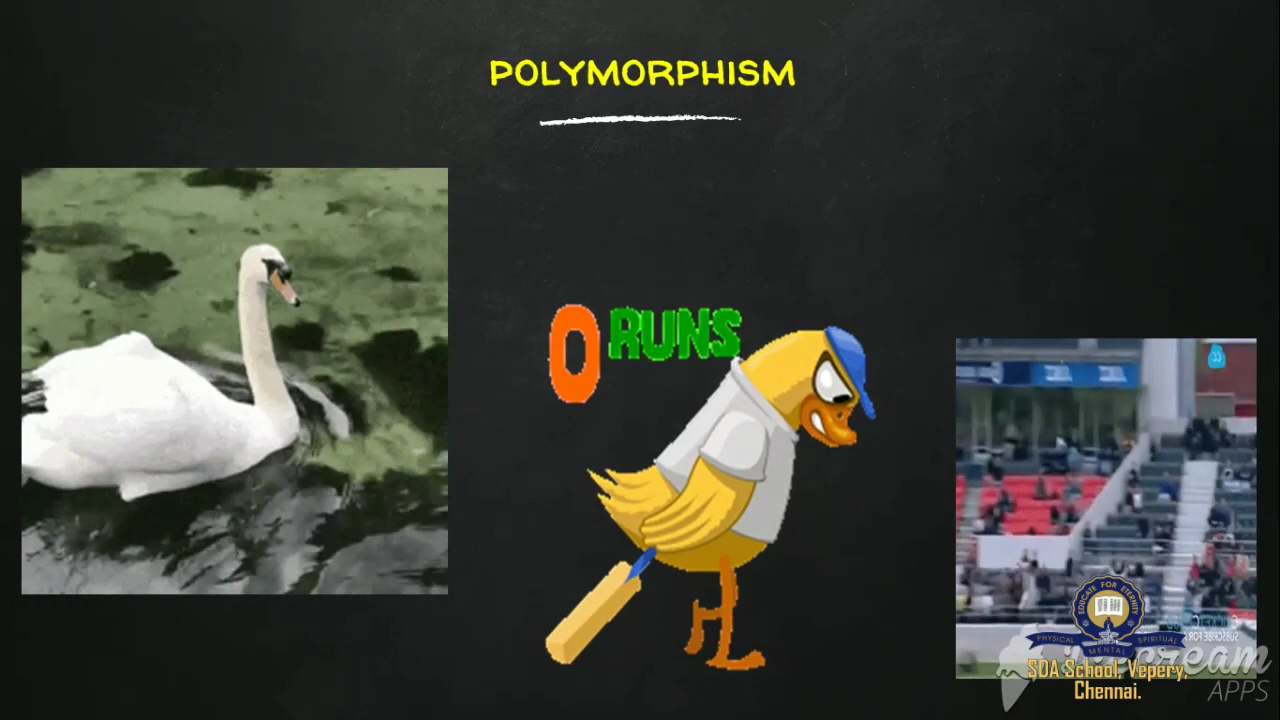 POLYMORPHISM
0 RUNS
EDUCATE FOR ETERNITY
PHYSICAL
MENTAL
SPIRITUAL
SDA School, Vepery,
Chennai.
APPS